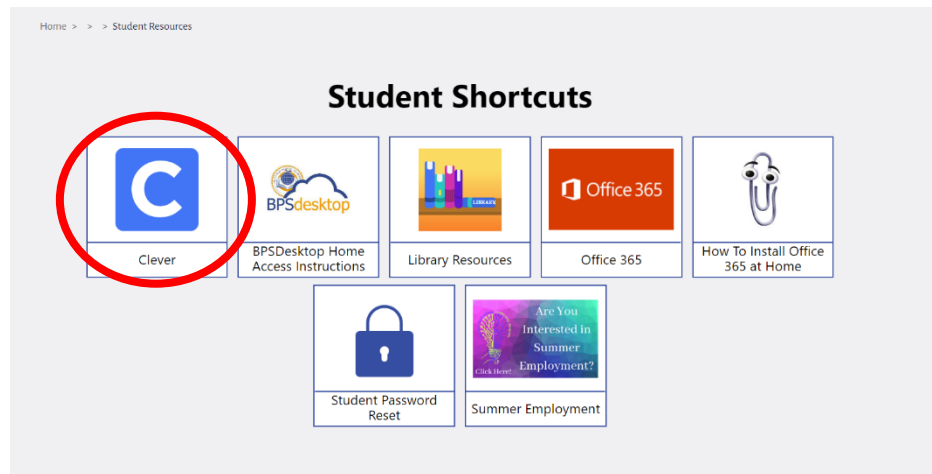 Home > > > Student Resources
Student Shortcuts
C
BPSdesktop
LIBRARY
Office 365
Clever
BPSDesktop Home
Access Instructions
Library Resources
Office 365
How To Install Office
365 at Home
Are You
Interested in
Summer
Employment?
Click Here!
Student Password
Reset
Summer Employment